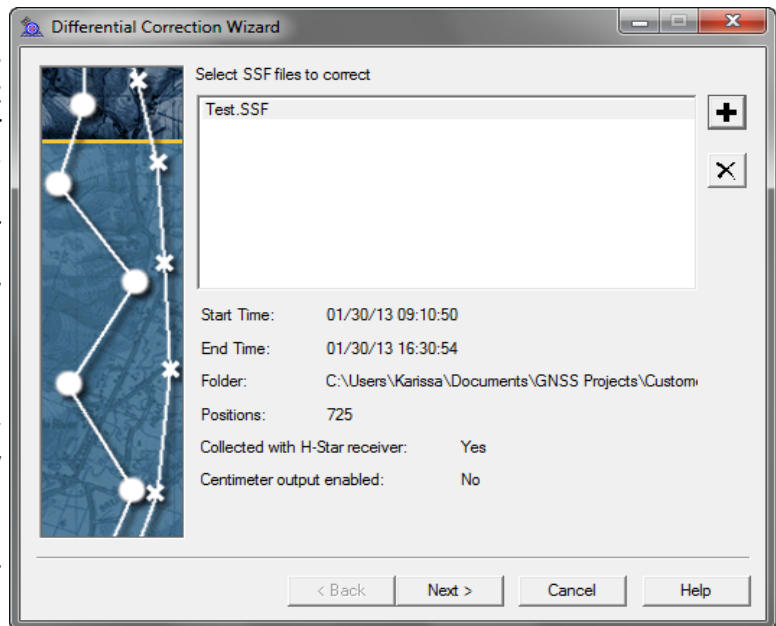 Differential Correction Wizard
Select SSF files to correct
Test.SSF
Start Time: 01/30/13 09:10:50
End Time: 01/30/13 16:30:54
Folder: C:\Users\Karissa\Documents\GNSS Projects\Custom
Positions: 725
Collected with H-Star receiver: Yes
Centimeter output enabled: No
< Back Next > Cancel Help